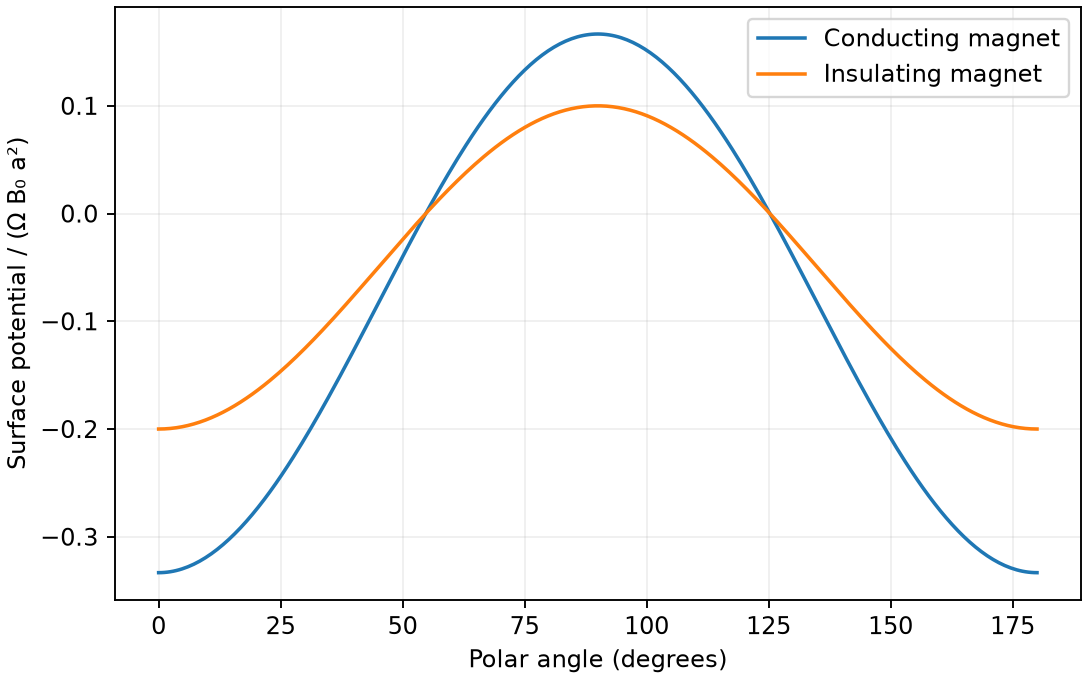 Conducting magnet
Insulating magnet
Surface potential / (Ω B₀ a²)
0.1
0.0
−0.1
−0.2
−0.3
0 25 50 75 100 125 150 175
Polar angle (degrees)